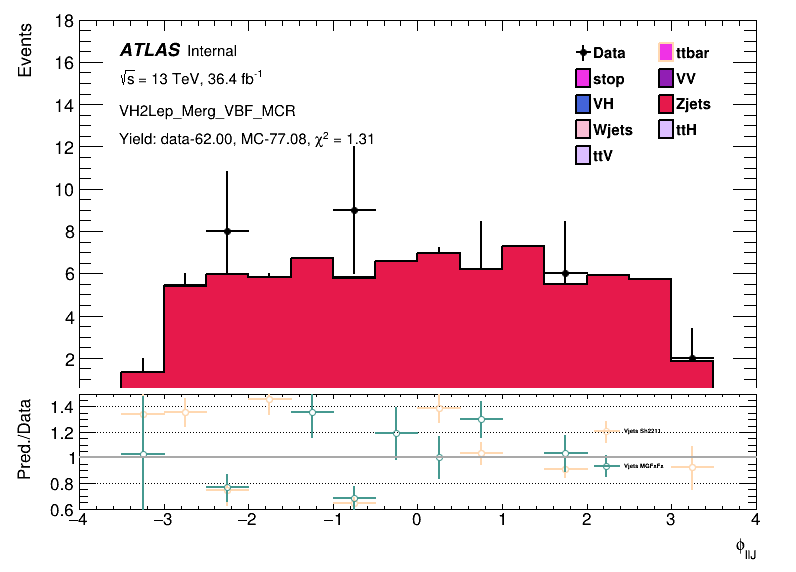 Events
18
16
14
12
10
8
6
4
2
ATLAS Internal
√s = 13 TeV, 36.4 fb⁻¹
VH2Lep_Merg_VBF_MCR
Yield: data-62.00, MC-77.08, χ² = 1.31
Data
ttbar
stop
VV
VH
Zjets
Wjets
ttH
ttV
Pred./Data
1.4
1.2
1
0.8
0.6
Vjets Sh2211
Vjets MGFxFx
−4 −3 −2 −1 0 1 2 3 4
ϕ_llJ